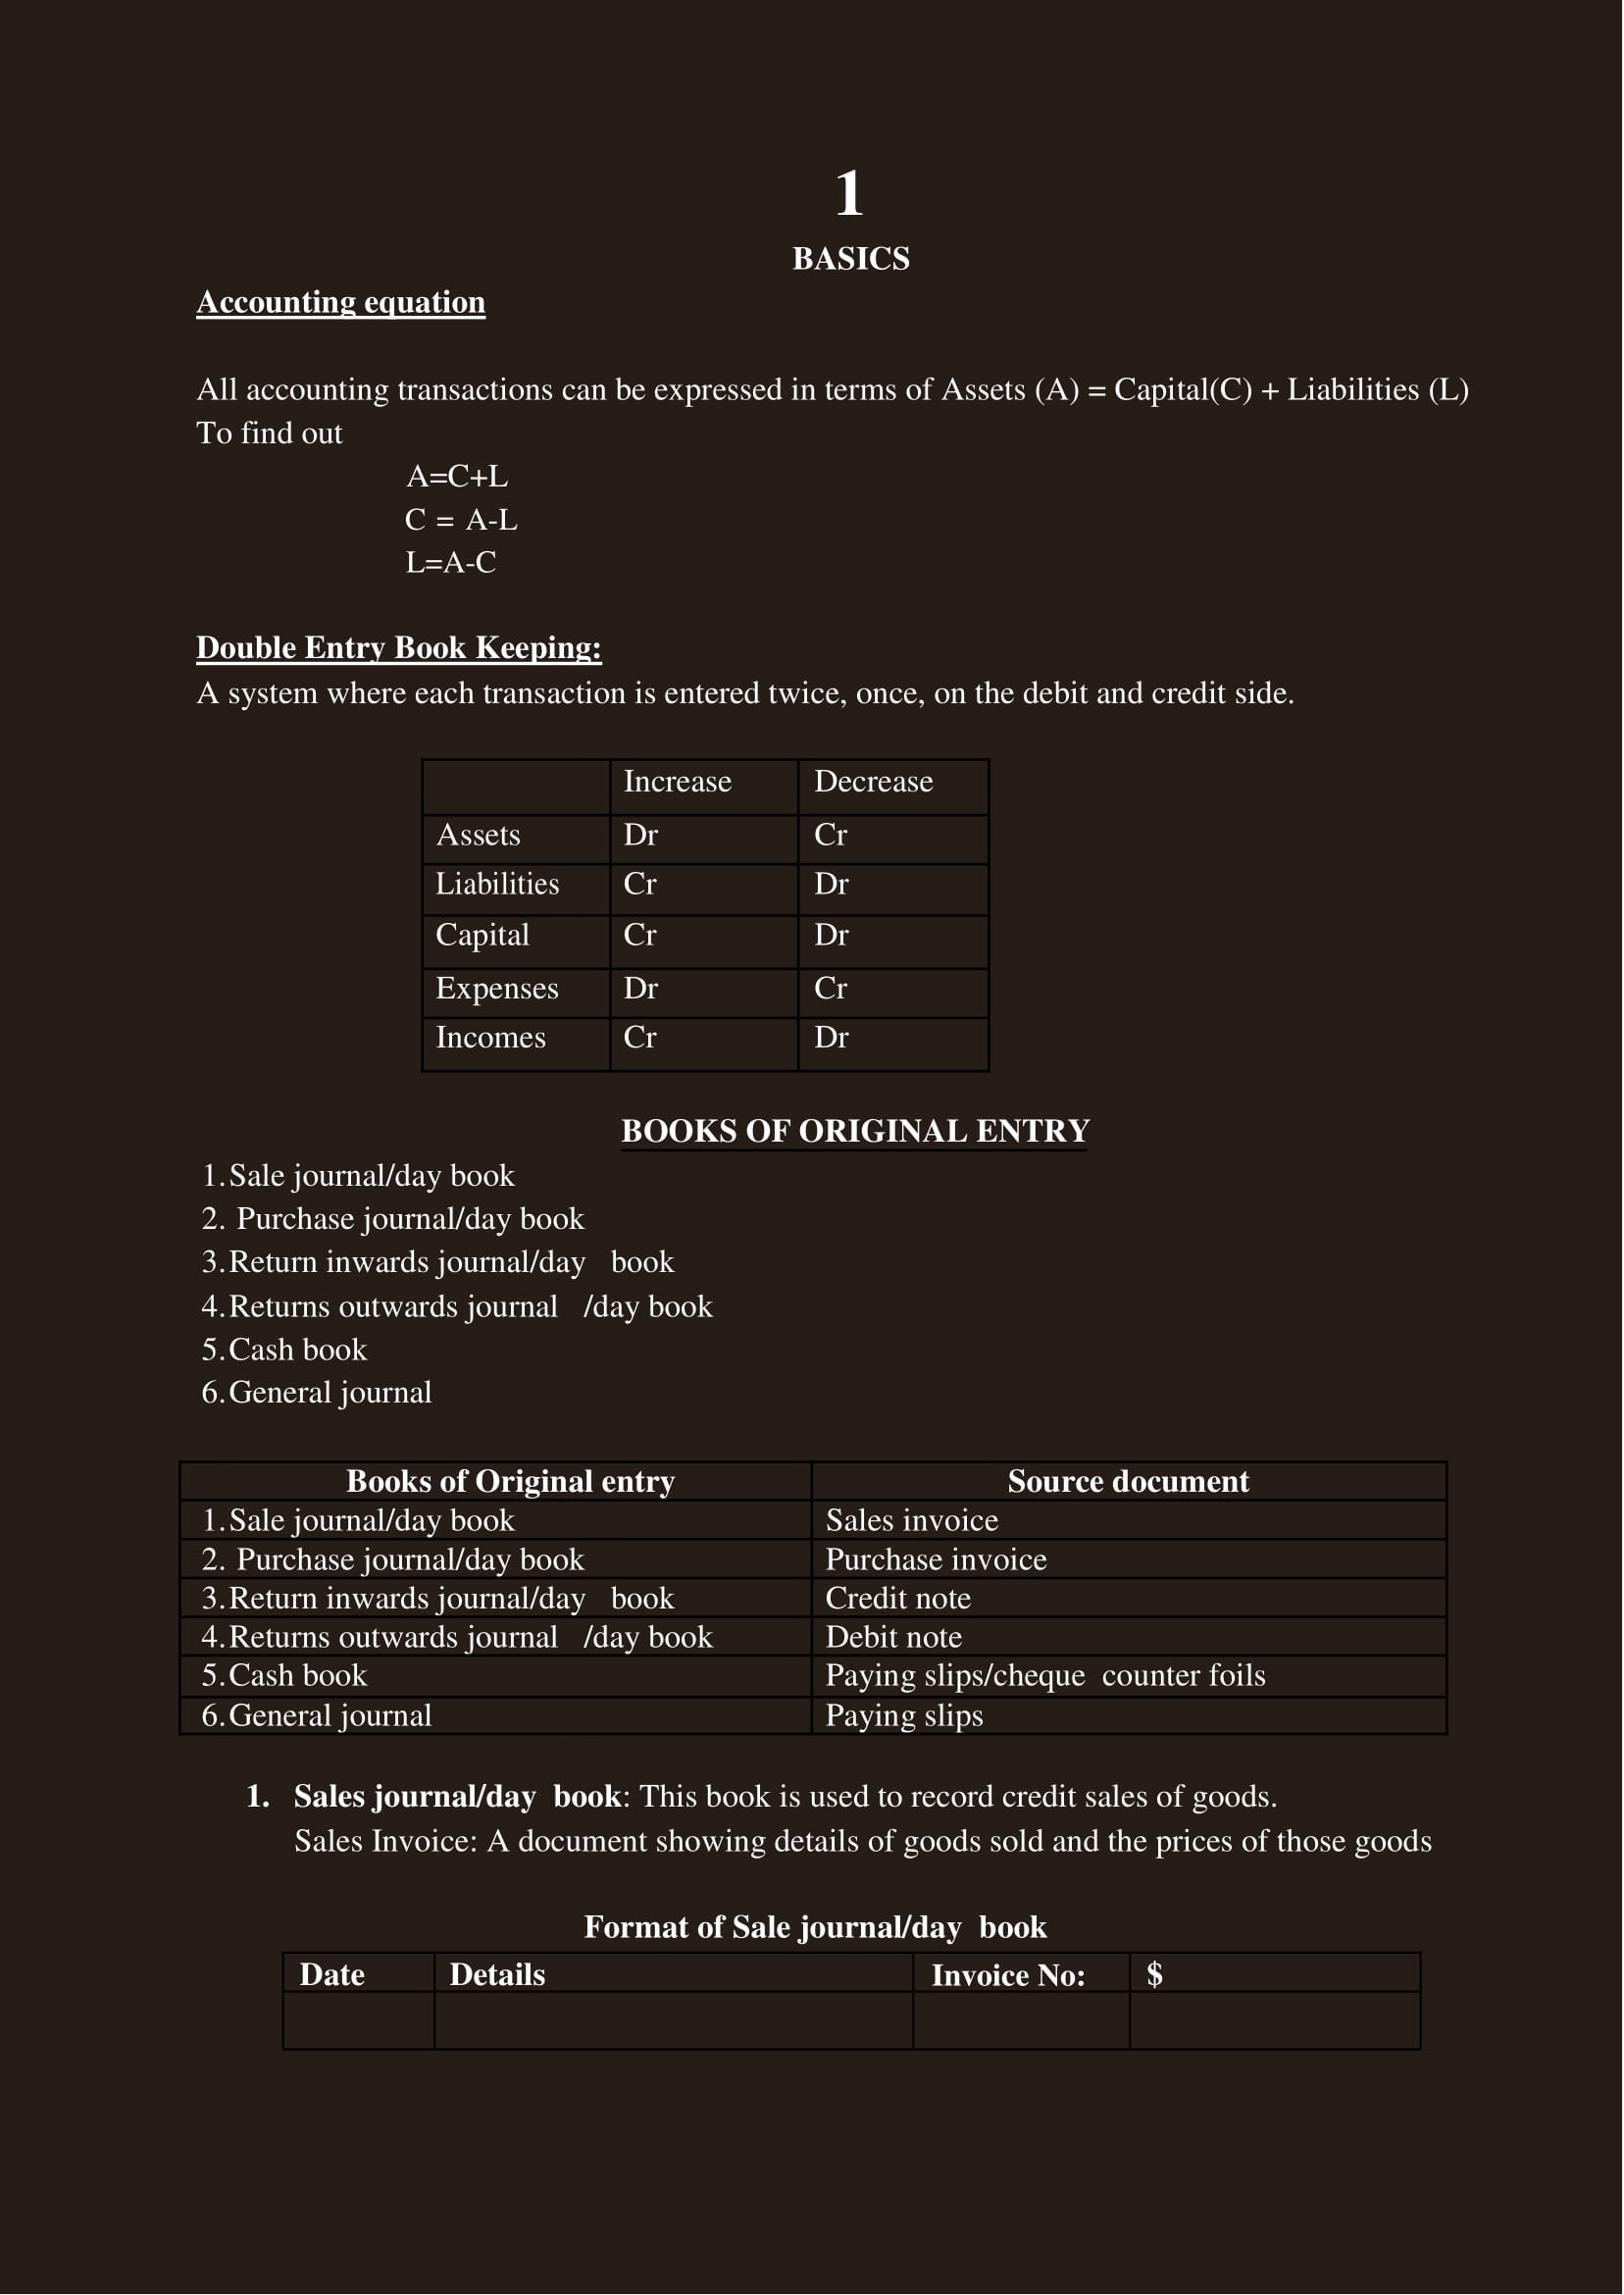 1
BASICS
Accounting equation
All accounting transactions can be expressed in terms of Assets (A) = Capital(C) + Liabilities (L)
To find out
A=C+L
C = A-L
L=A-C
Double Entry Book Keeping:
A system where each transaction is entered twice, once, on the debit and credit side.
Increase Decrease
Assets Dr Cr
Liabilities Cr Dr
Capital Cr Dr
Expenses Dr Cr
Incomes Cr Dr
BOOKS OF ORIGINAL ENTRY
1. Sale journal/day book
2. Purchase journal/day book
3. Return inwards journal/day book
4. Returns outwards journal /day book
5. Cash book
6. General journal
Books of Original entry Source document
1. Sale journal/day book Sales invoice
2. Purchase journal/day book Purchase invoice
3. Return inwards journal/day book Credit note
4. Returns outwards journal /day book Debit note
5. Cash book Paying slips/cheque counter foils
6. General journal Paying slips
1. Sales journal/day book: This book is used to record credit sales of goods.
Sales Invoice: A document showing details of goods sold and the prices of those goods
Format of Sale journal/day book
Date Details Invoice No: $